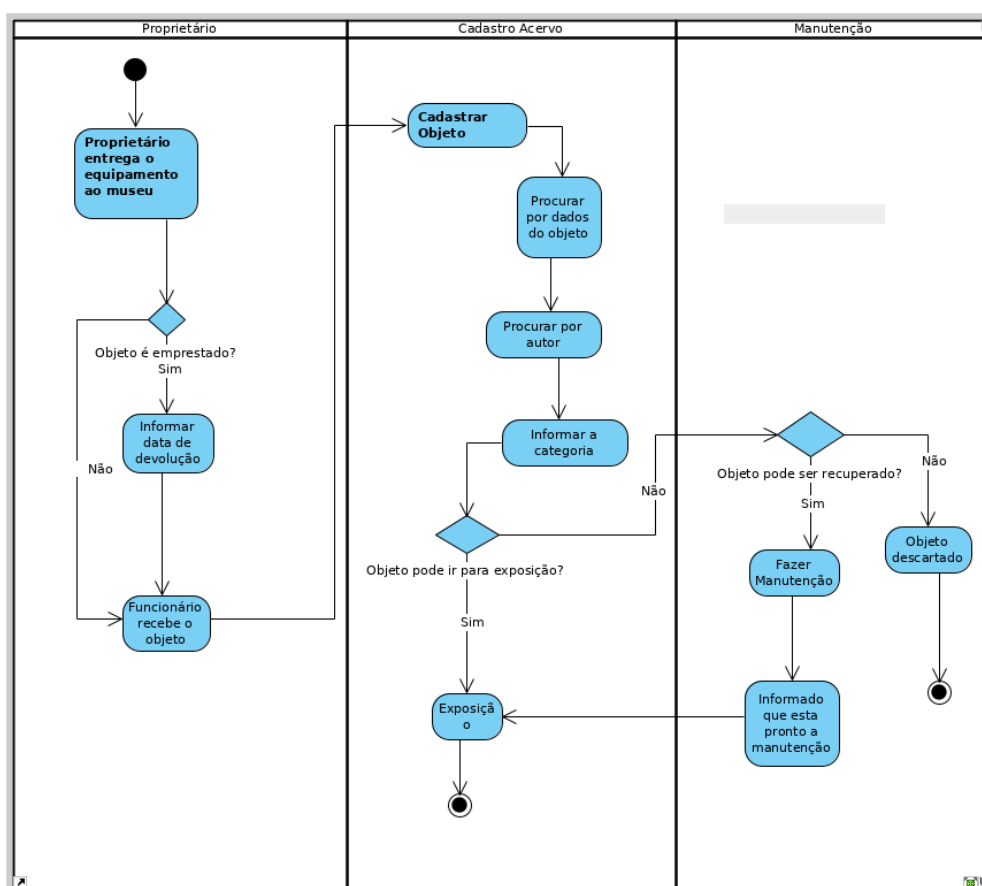 Proprietário
Cadastro Acervo
Manutenção
Proprietário
entrega o
equipamento
ao museu
Objeto é emprestado?
Sim
Não
Informar
data de
devolução
Funcionário
recebe o
objeto
Cadastrar
Objeto
Procurar
por dados
do objeto
Procurar por
autor
Informar a
categoria
Objeto pode ir para exposição?
Não
Sim
Exposiçã
o
Objeto pode ser recuperado?
Não
Sim
Objeto
descartado
Fazer
Manutenção
Informado
que esta
pronto a
manutenção